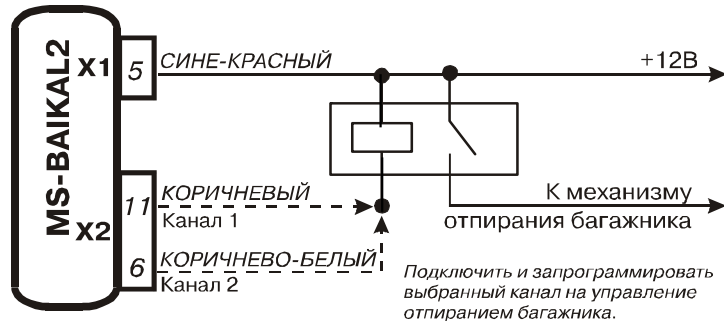 MS-BAIKAL2
X1
5
СИНЕ-КРАСНЫЙ
+12В
X2
11
КОРИЧНЕВЫЙ
Канал 1
6
КОРИЧНЕВО-БЕЛЫЙ
Канал 2
К механизму
отпирания багажника
Подключить и запрограммировать
выбранный канал на управление
отпиранием багажника.